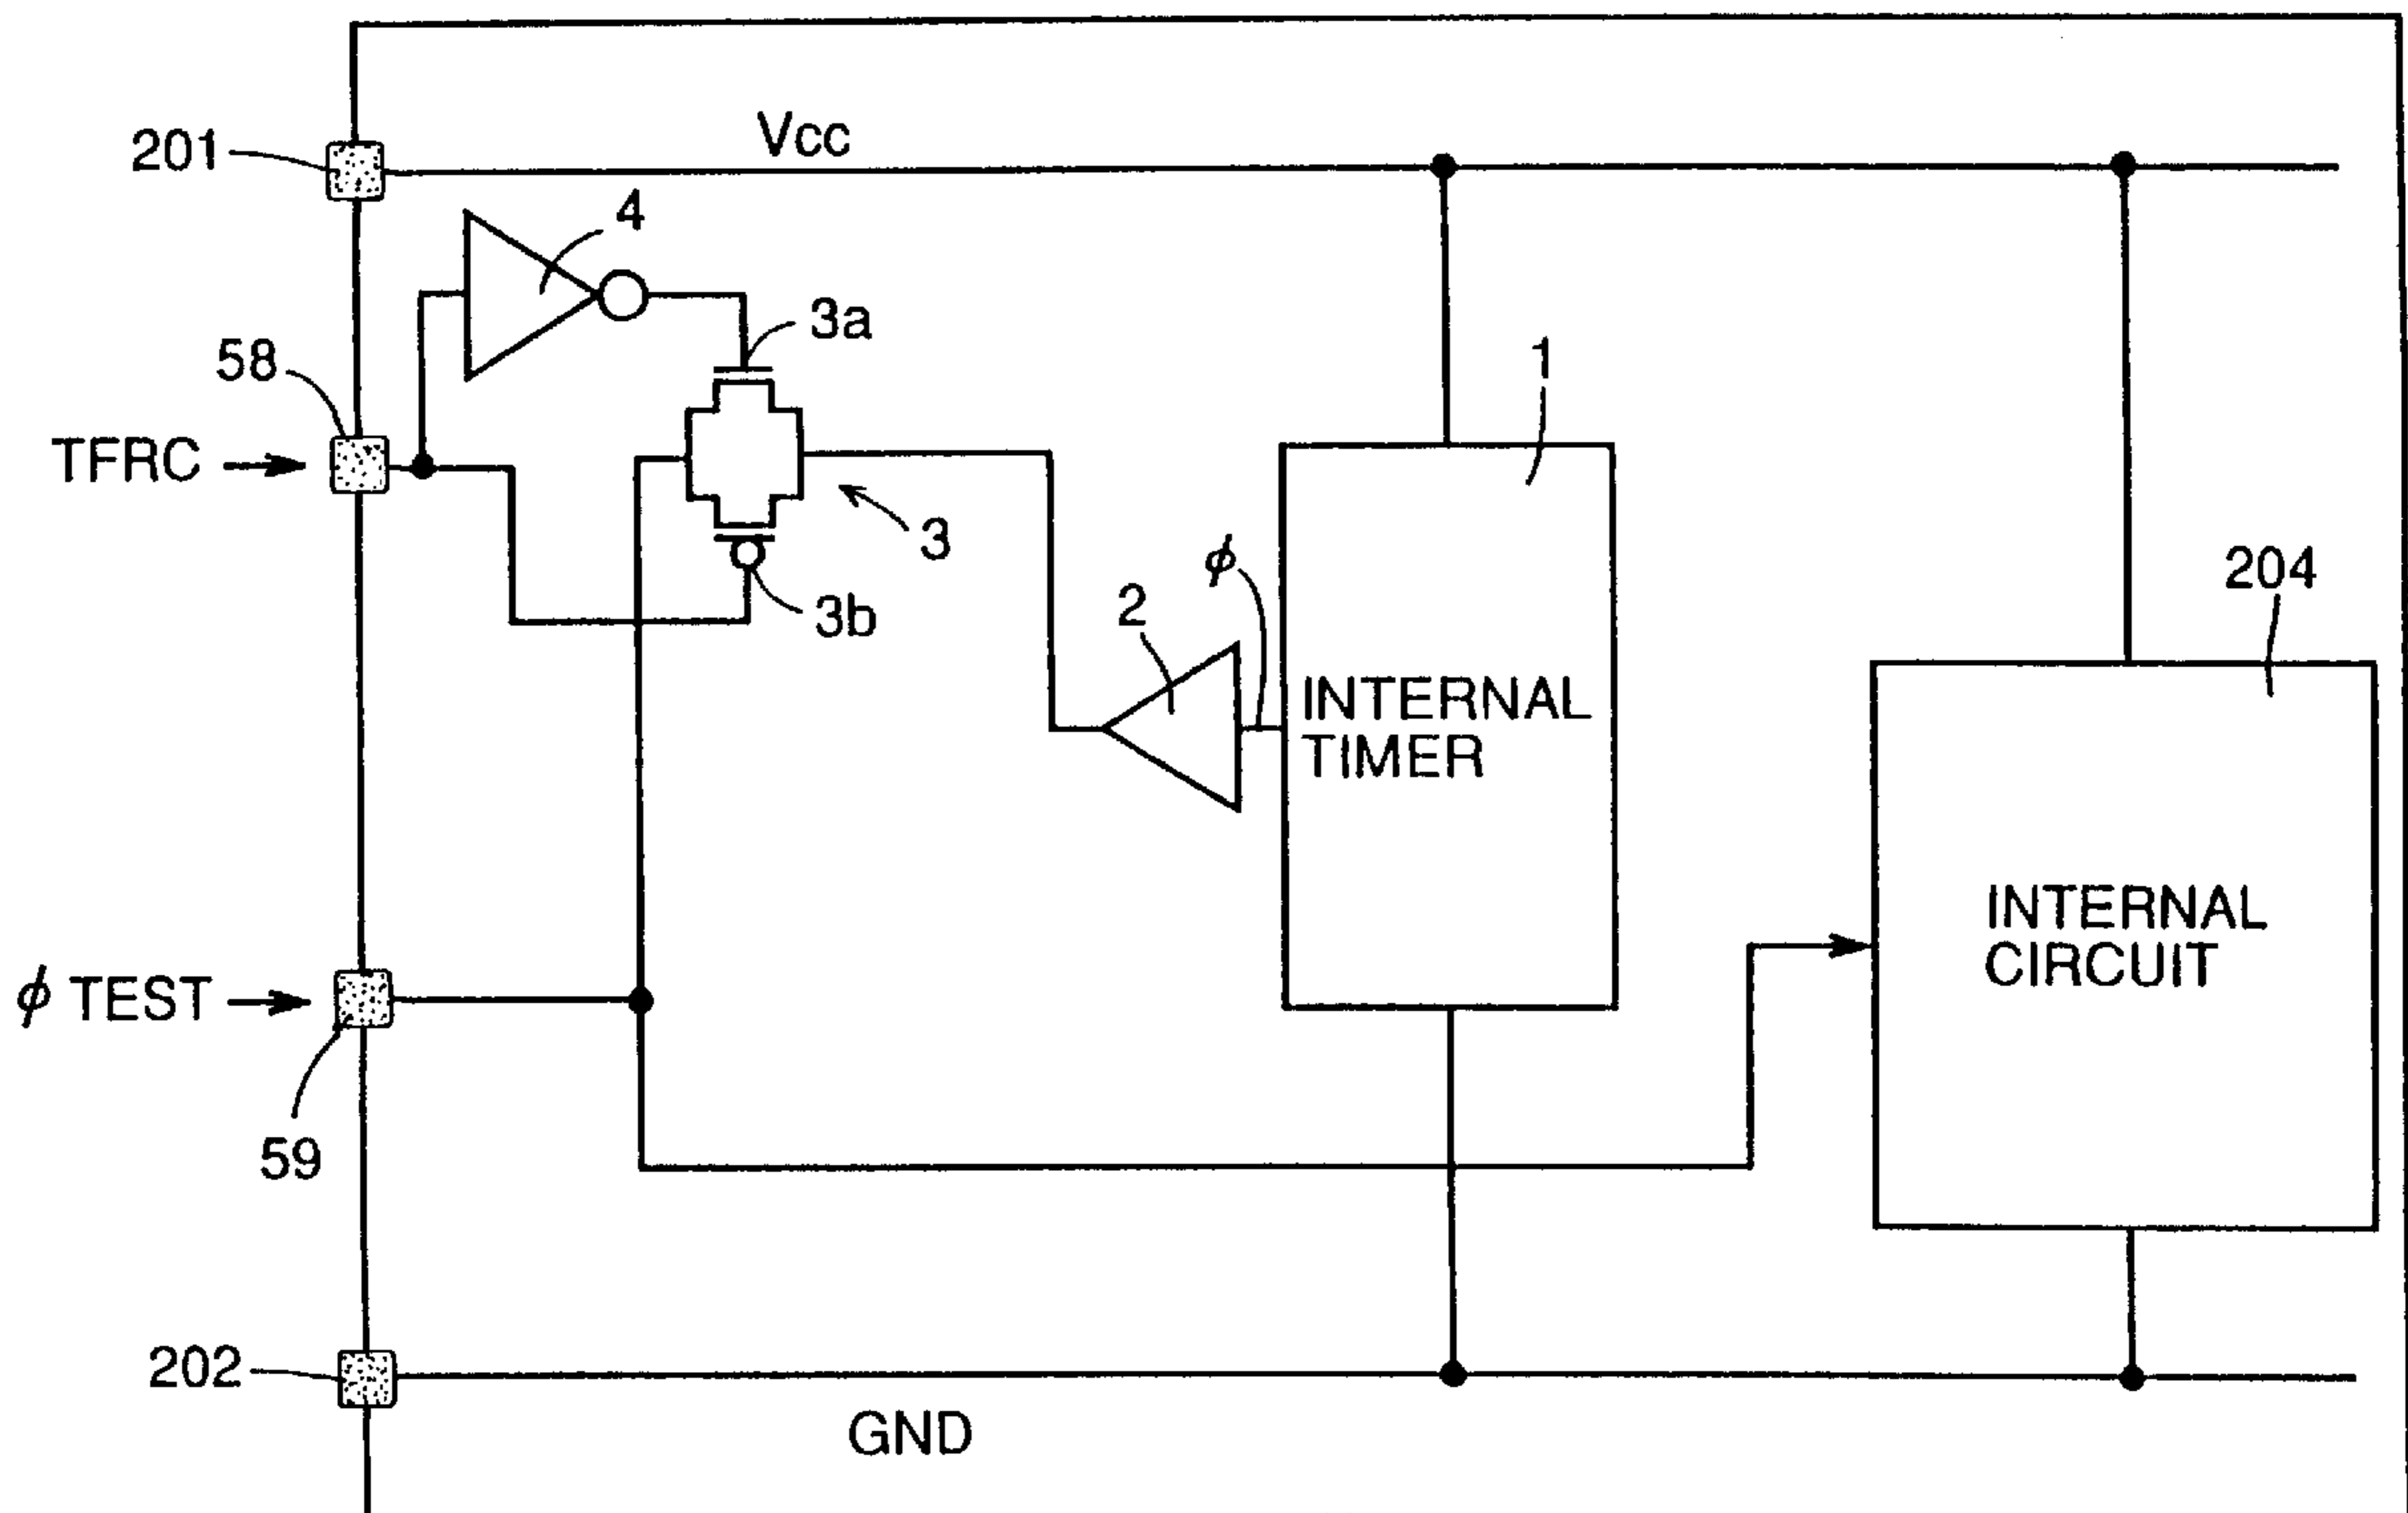 Vcc
201
4
3a
58
1
TFRC
3
ϕ
204
2
3b
INTERNAL
TIMER
INTERNAL
CIRCUIT
ϕ TEST
59
202
GND